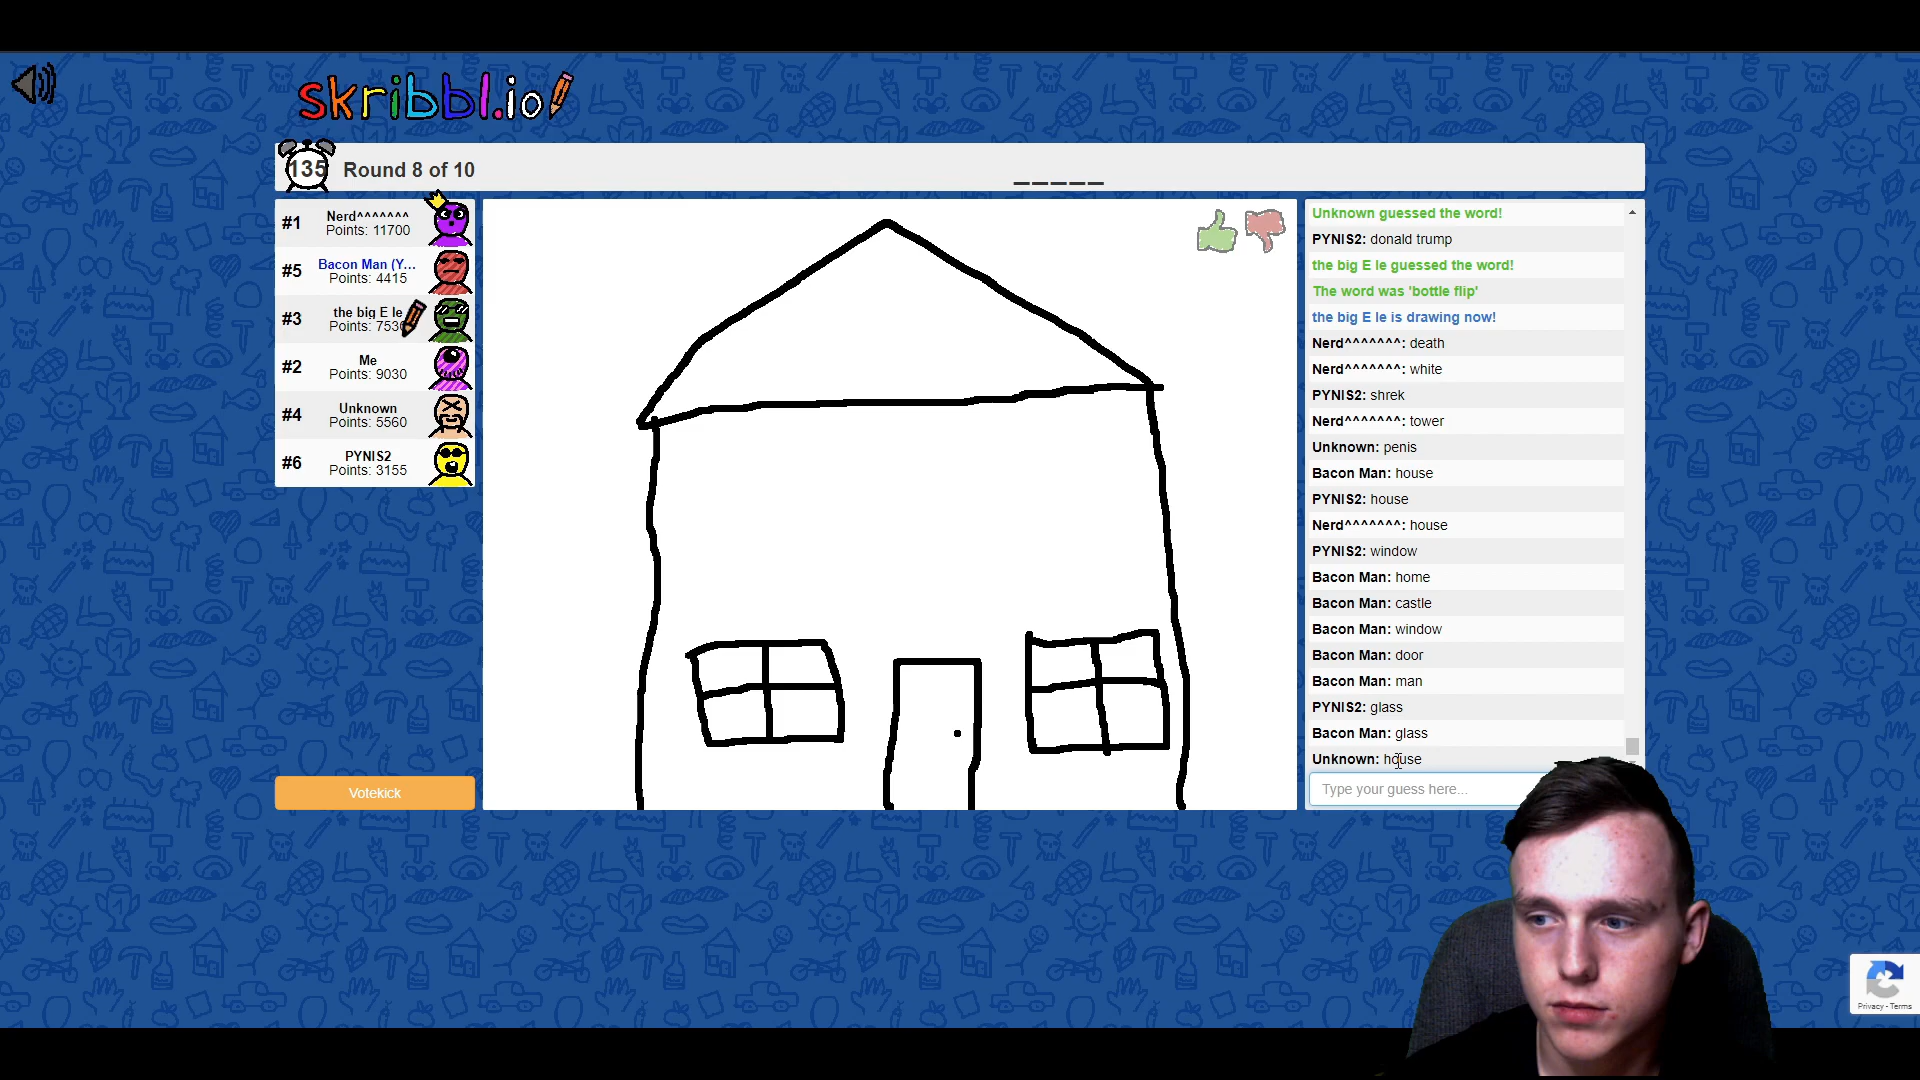 skribbl.io
135
Round 8 of 10
_____
#1
Nerd^^^^^^^
Points: 11700
#5
Bacon Man (Y...
Points: 4415
#3
the big E le
Points: 7536
#2
Me
Points: 9030
#4
Unknown
Points: 5560
#6
PYNIS2
Points: 3155
Votekick
Unknown guessed the word!
PYNIS2: donald trump
the big E le guessed the word!
The word was 'bottle flip'
the big E le is drawing now!
Nerd^^^^^^^: death
Nerd^^^^^^^: white
PYNIS2: shrek
Nerd^^^^^^^: tower
Unknown: penis
Bacon Man: house
PYNIS2: house
Nerd^^^^^^^: house
PYNIS2: window
Bacon Man: home
Bacon Man: castle
Bacon Man: window
Bacon Man: door
Bacon Man: man
PYNIS2: glass
Bacon Man: glass
Unknown: house
Type your guess here...
Privacy - Terms